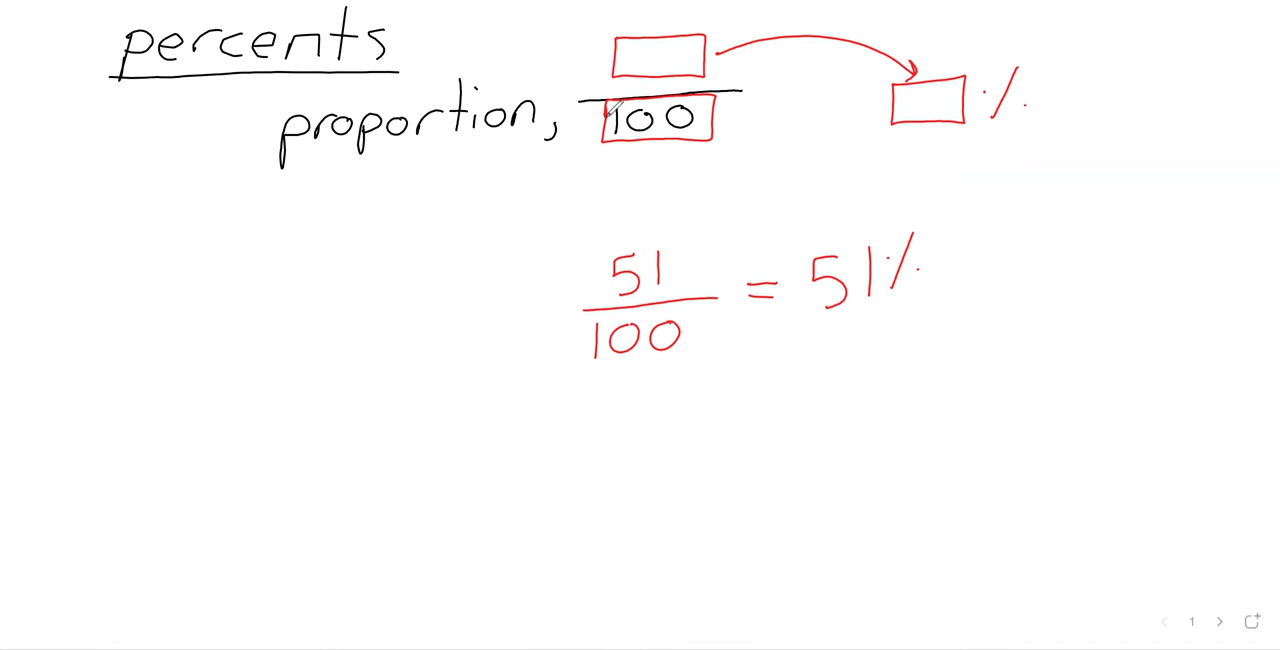 percents
proportion, 100 %
51
100 = 51%
1